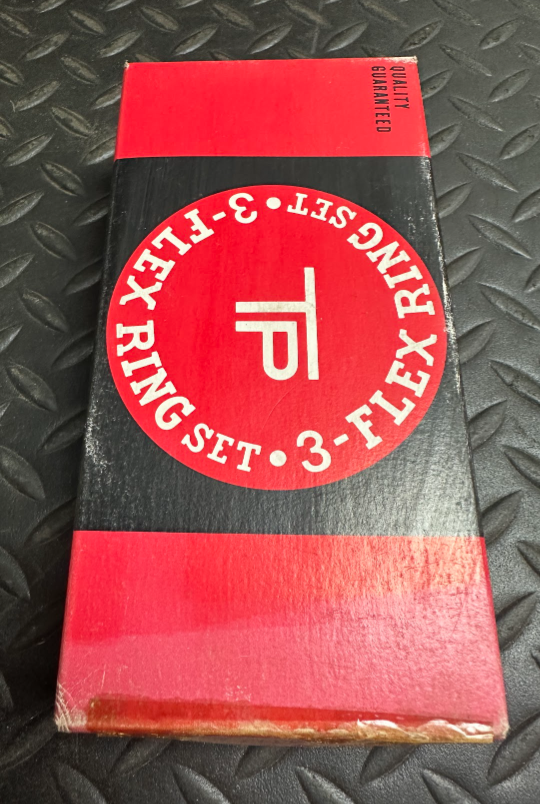 QUALITY
GUARANTEED
3-FLEX RING SET • 3-FLEX RING SET •
TP